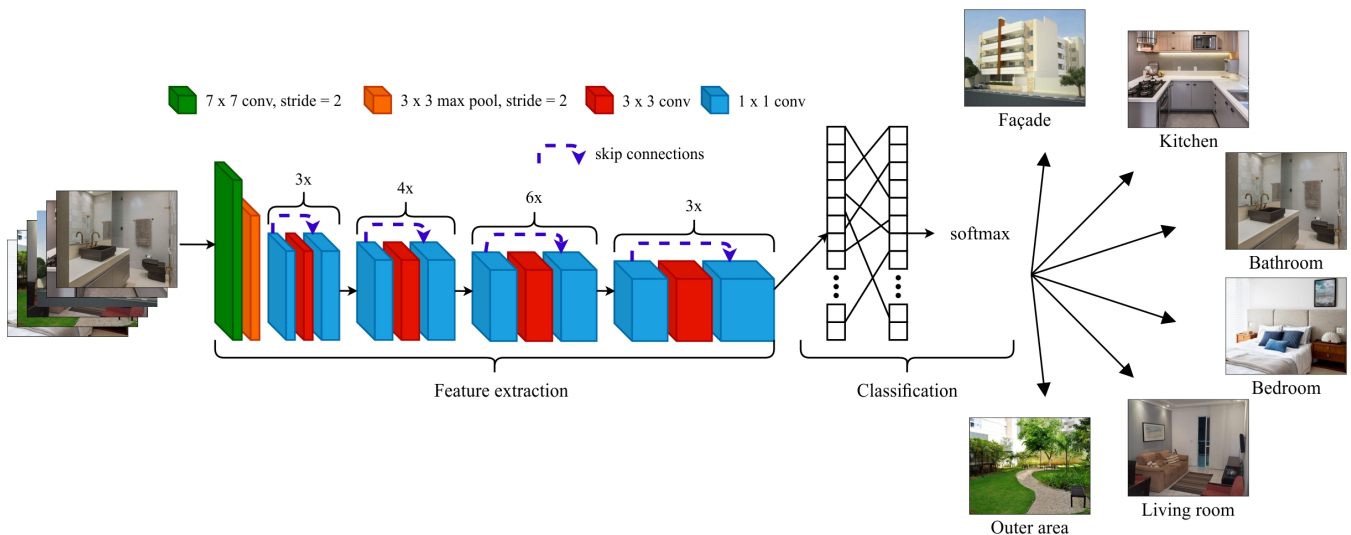 7 x 7 conv, stride = 2
3 x 3 max pool, stride = 2
3 x 3 conv
1 x 1 conv
skip connections
3x
4x
6x
3x
softmax
Feature extraction
Classification
Façade
Kitchen
Bathroom
Bedroom
Living room
Outer area